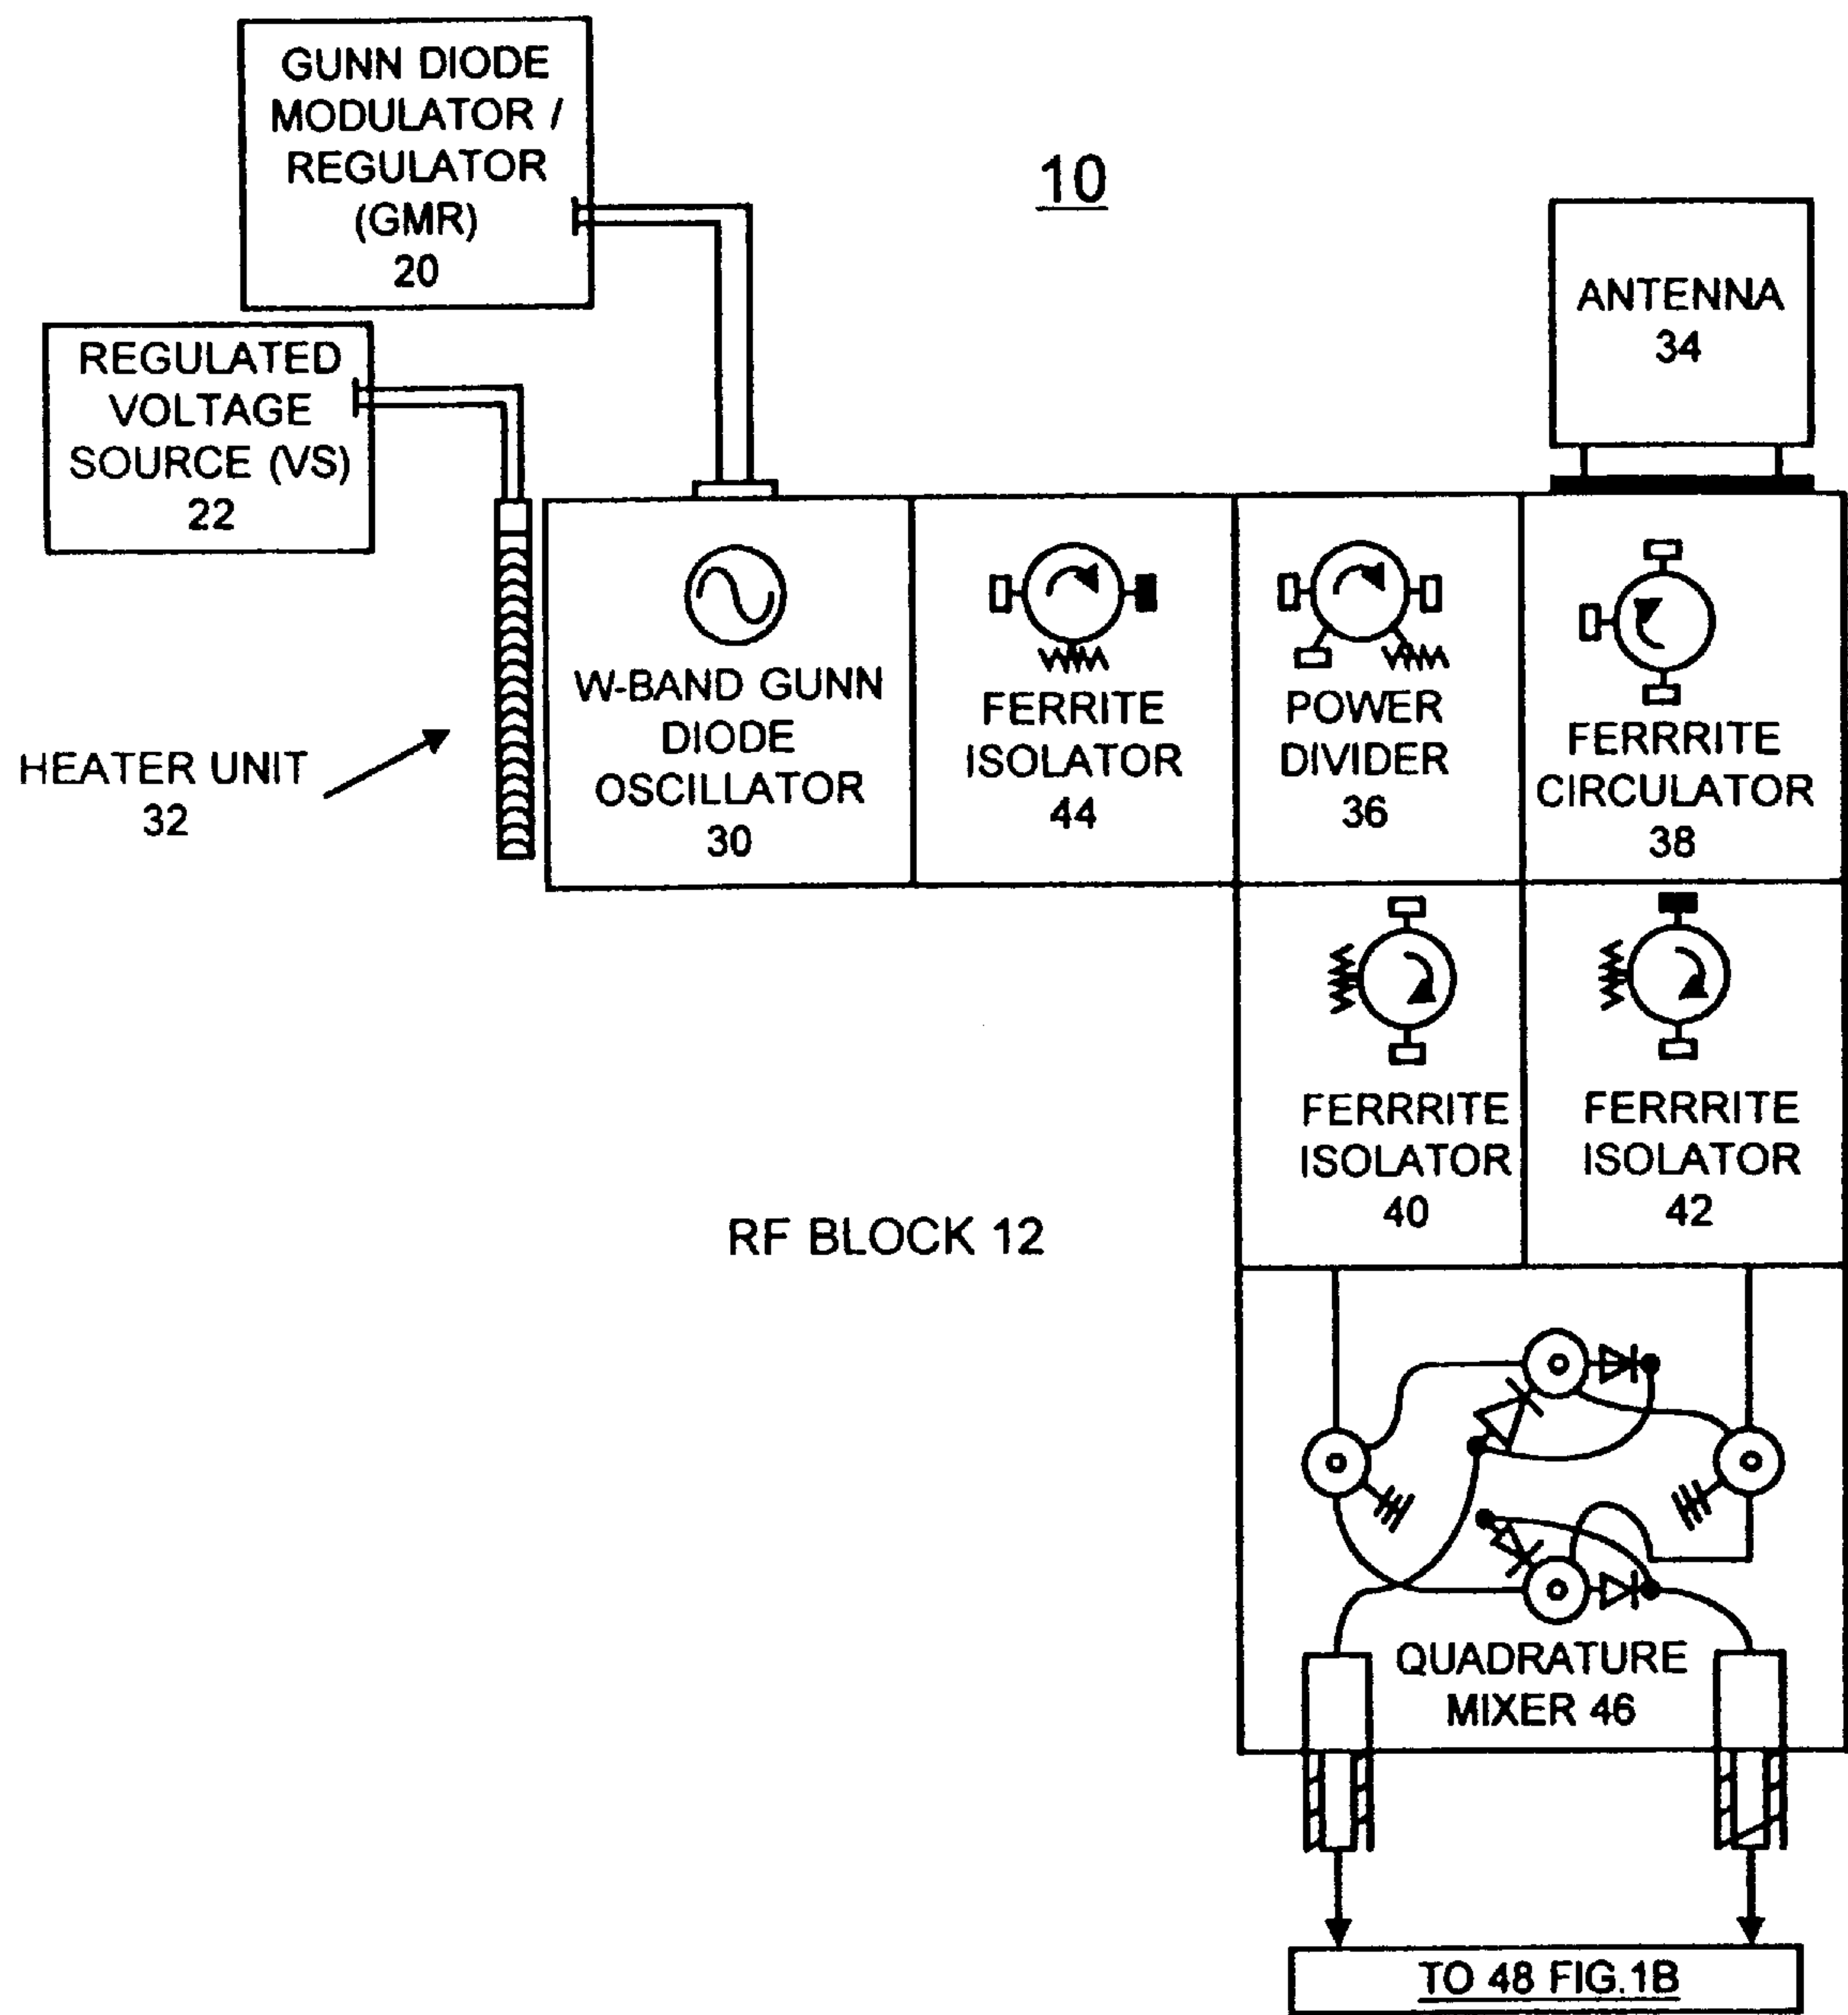 GUNN DIODE
MODULATOR /
REGULATOR
(GMR)
20
10
ANTENNA
34
REGULATED
VOLTAGE
SOURCE (VS)
22
HEATER UNIT
32
W-BAND GUNN
DIODE
OSCILLATOR
30
FERRITE
ISOLATOR
44
POWER
DIVIDER
36
FERRRITE
CIRCULATOR
38
FERRRITE
ISOLATOR
40
FERRRITE
ISOLATOR
42
RF BLOCK 12
QUADRATURE
MIXER 46
TO 48 FIG.1B